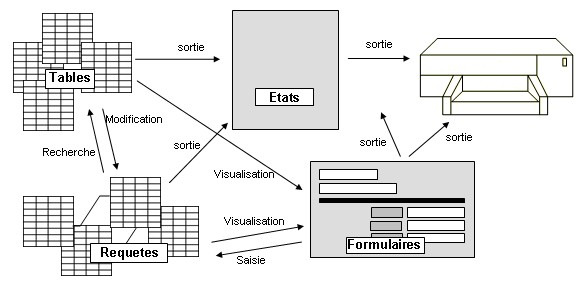 sortie
sortie
Tables
Etats
Modification
sortie
sortie
sortie
Recherche
Visualisation
Visualisation
Requetes
Formulaires
Saisie